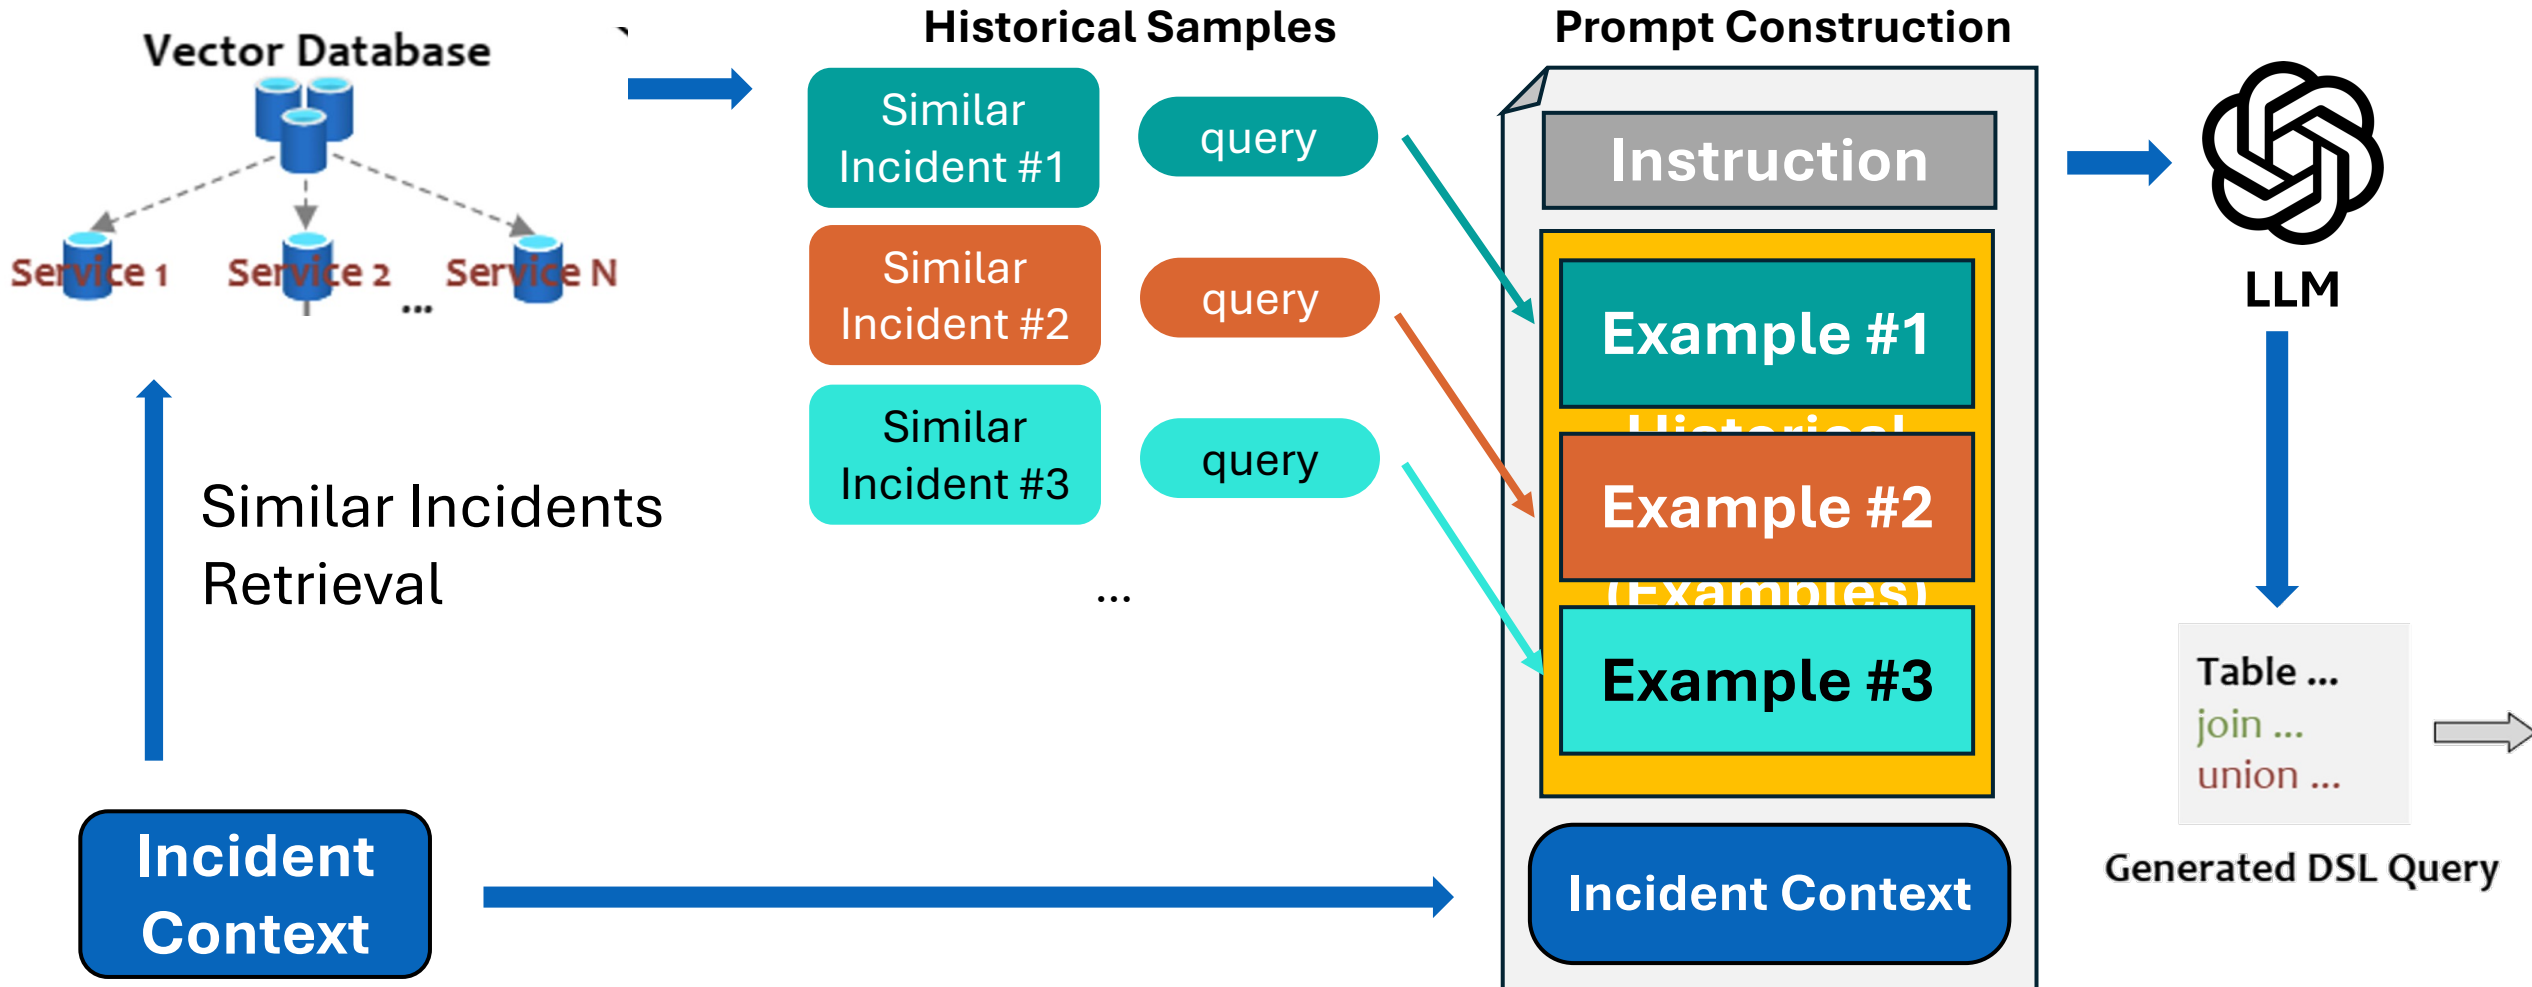 Vector Database
Service 1
Service 2
...
Service N
Similar Incidents
Retrieval
Incident
Context
Historical Samples
Similar
Incident #1
query
Similar
Incident #2
query
Similar
Incident #3
query
...
Prompt Construction
Instruction
Example #1
Historical
Example #2
(Examples)
Example #3
Incident Context
LLM
Table ...
join ...
union ...
Generated DSL Query